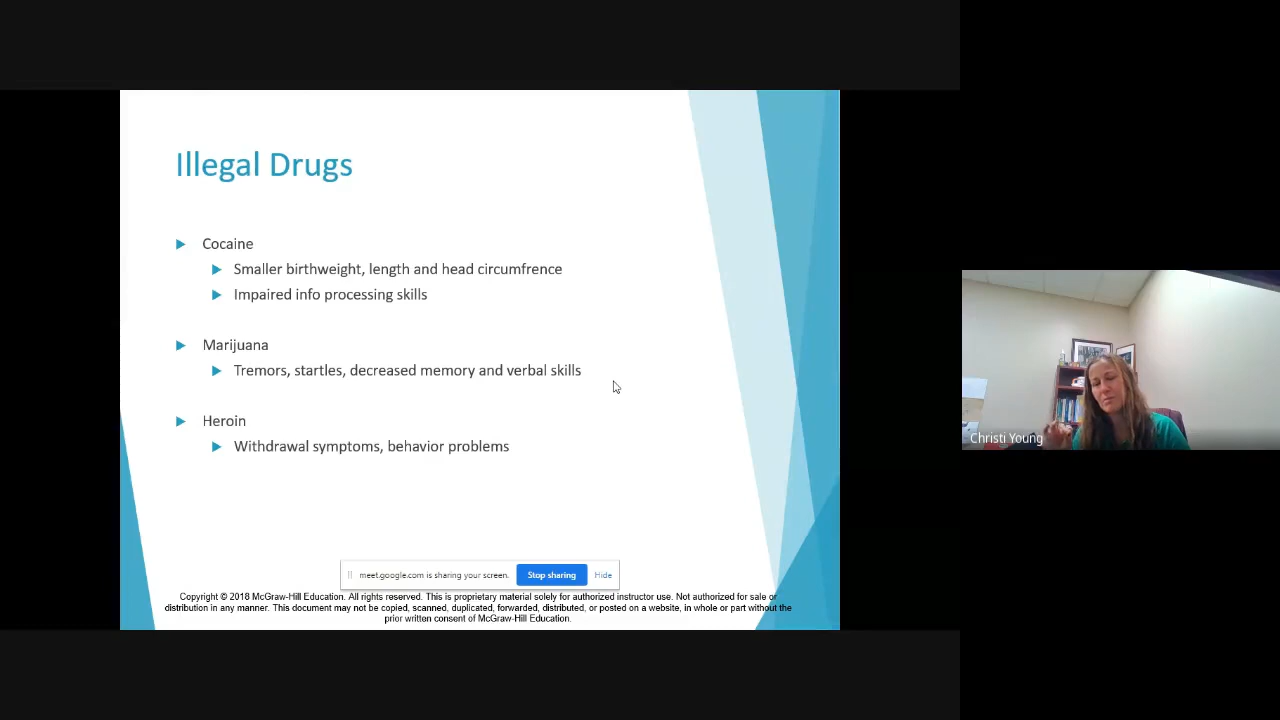 Illegal Drugs
Cocaine
Smaller birthweight, length and head circumfrence
Impaired info processing skills
Marijuana
Tremors, startles, decreased memory and verbal skills
Heroin
Withdrawal symptoms, behavior problems
meet.google.com is sharing your screen.
Stop sharing
Hide
Copyright © 2018 McGraw-Hill Education. All rights reserved. This is proprietary material solely for authorized instructor use. Not authorized for sale or
distribution in any manner. This document may not be copied, scanned, duplicated, forwarded, distributed, or posted on a website, in whole or part without the
prior written consent of McGraw-Hill Education.
Christi Young